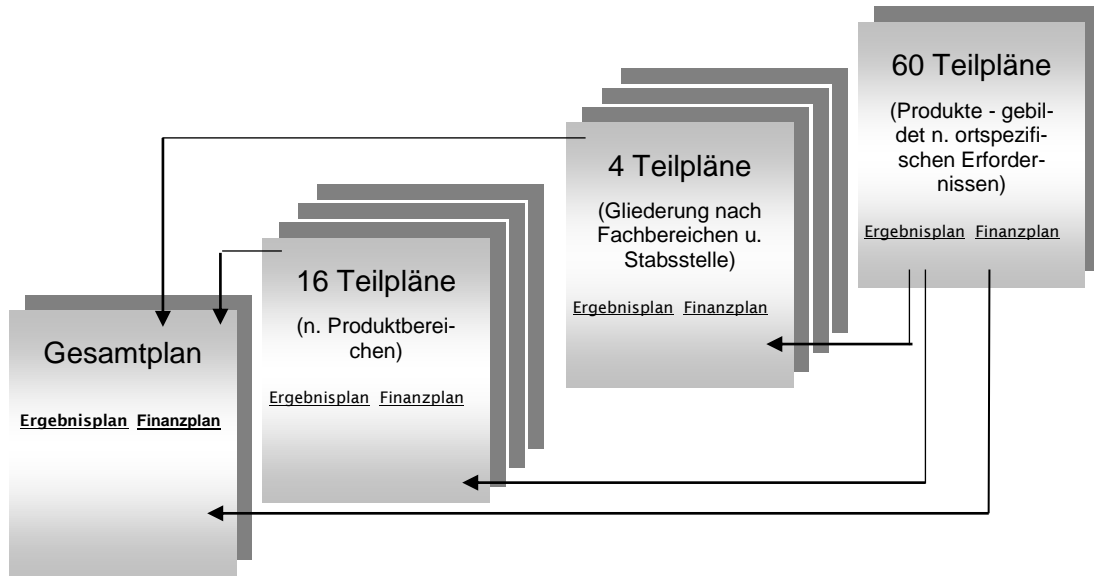 Gesamtplan
Ergebnisplan Finanzplan
16 Teilpläne
(n. Produktberei-
chen)
Ergebnisplan Finanzplan
4 Teilpläne
(Gliederung nach
Fachbereichen u.
Stabsstelle)
Ergebnisplan Finanzplan
60 Teilpläne
(Produkte - gebil-
det n. ortspezifi-
schen Erforder-
nissen)
Ergebnisplan Finanzplan